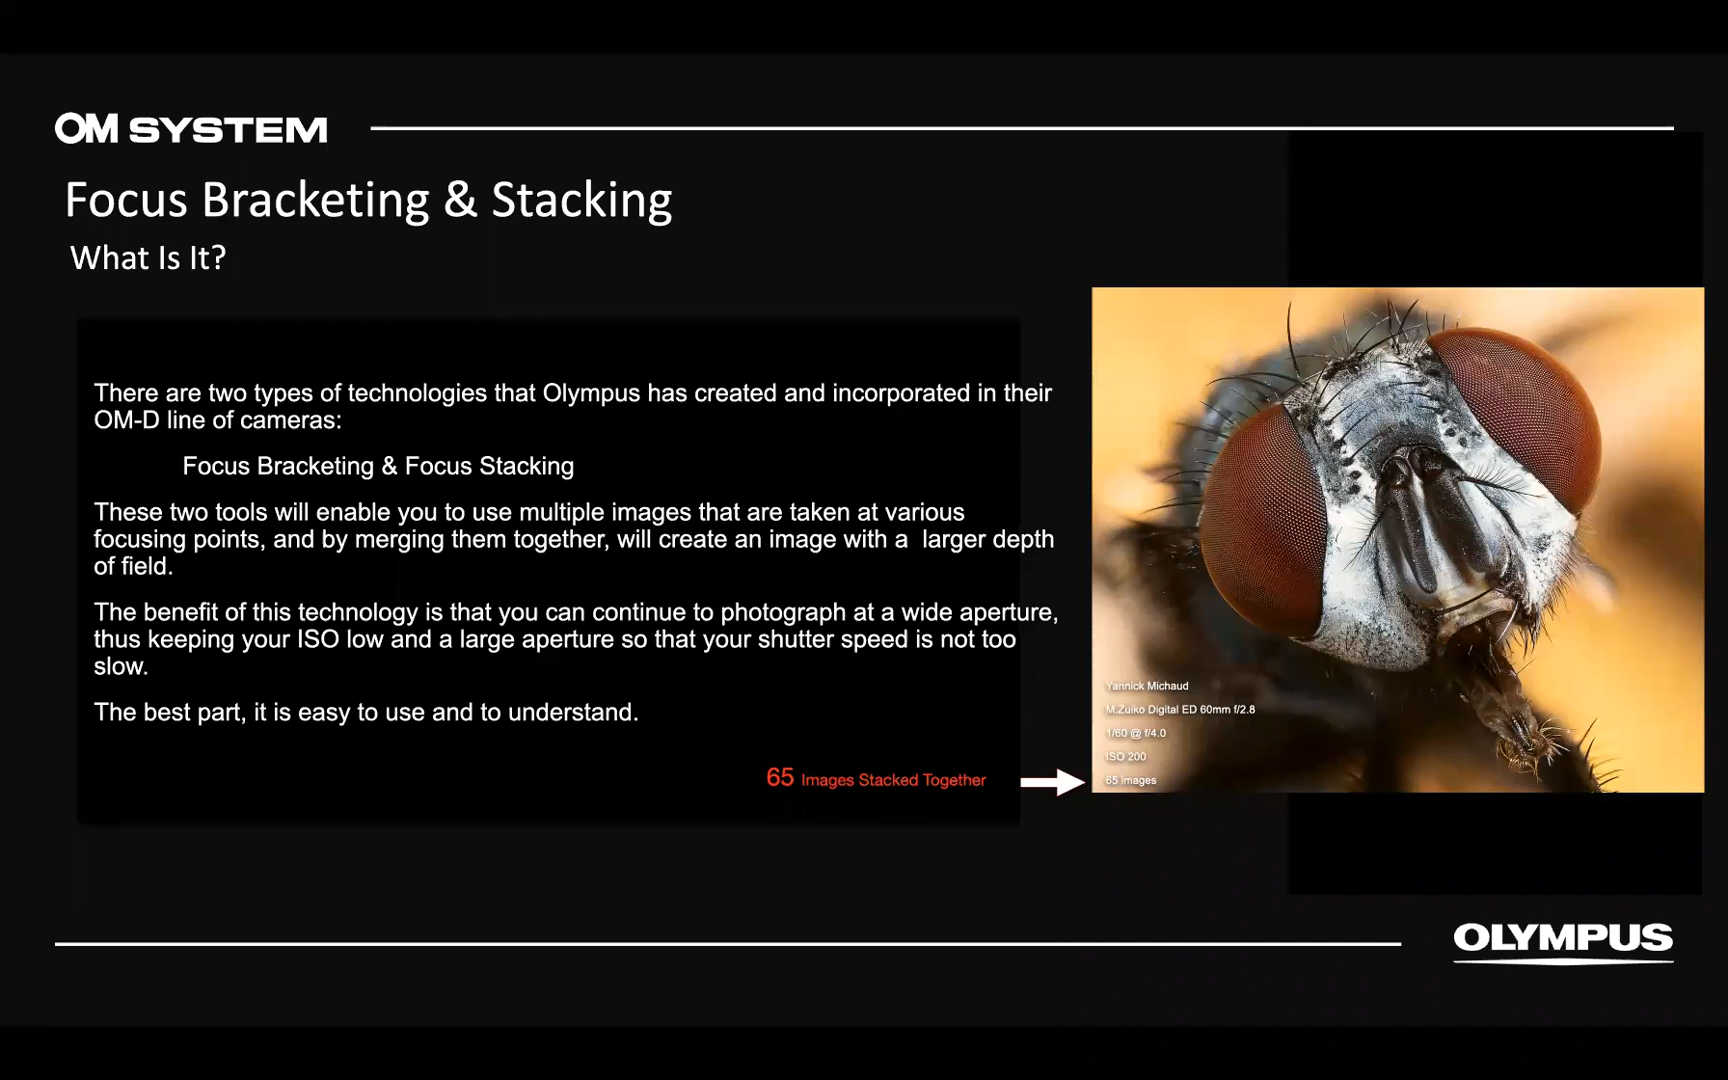 OM SYSTEM
Focus Bracketing & Stacking
What Is It?
There are two types of technologies that Olympus has created and incorporated in their
OM-D line of cameras:
Focus Bracketing & Focus Stacking
These two tools will enable you to use multiple images that are taken at various
focusing points, and by merging them together, will create an image with a  larger depth
of field.
The benefit of this technology is that you can continue to photograph at a wide aperture,
thus keeping your ISO low and a large aperture so that your shutter speed is not too
slow.
The best part, it is easy to use and to understand.
65 Images Stacked Together
Yannick Michaud
M.Zuiko Digital ED 60mm f/2.8
1/60 @ f/4.0
ISO 200
65 images
OLYMPUS